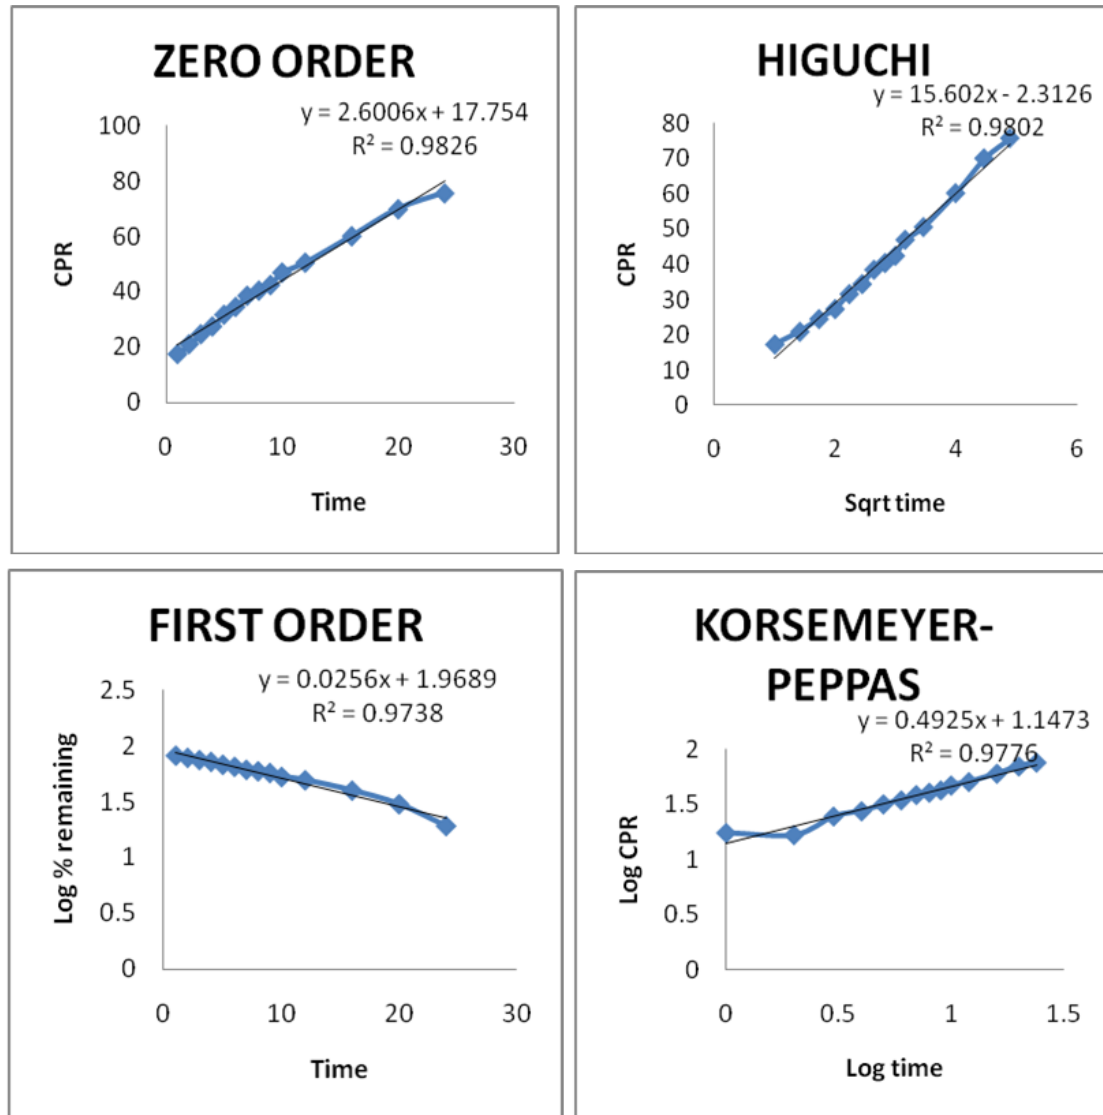 ZERO ORDER
y = 2.6006x + 17.754
R² = 0.9826
100
80
60
40
20
0
CPR
0 10 20 30
Time
HIGUCHI
y = 15.602x - 2.3126
R² = 0.9802
80
70
60
50
40
30
20
10
0
CPR
0 2 4 6
Sqrt time
FIRST ORDER
y = 0.0256x + 1.9689
R² = 0.9738
2.5
2
1.5
1
0.5
0
Log % remaining
0 10 20 30
Time
KORSEMEYER-
PEPPAS
y = 0.4925x + 1.1473
R² = 0.9776
2
1.5
1
0.5
0
Log CPR
0 0.5 1 1.5
Log time